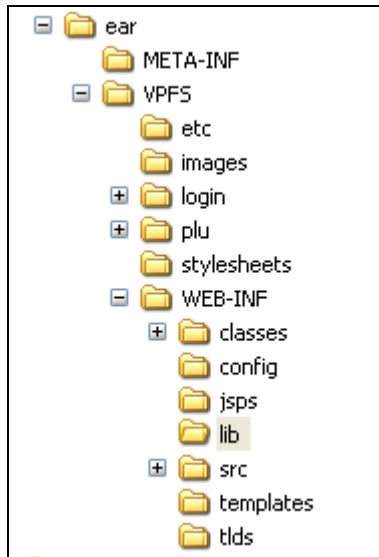 ear
META-INF
VPFS
etc
images
login
plu
stylesheets
WEB-INF
classes
config
jsps
lib
src
templates
tlds